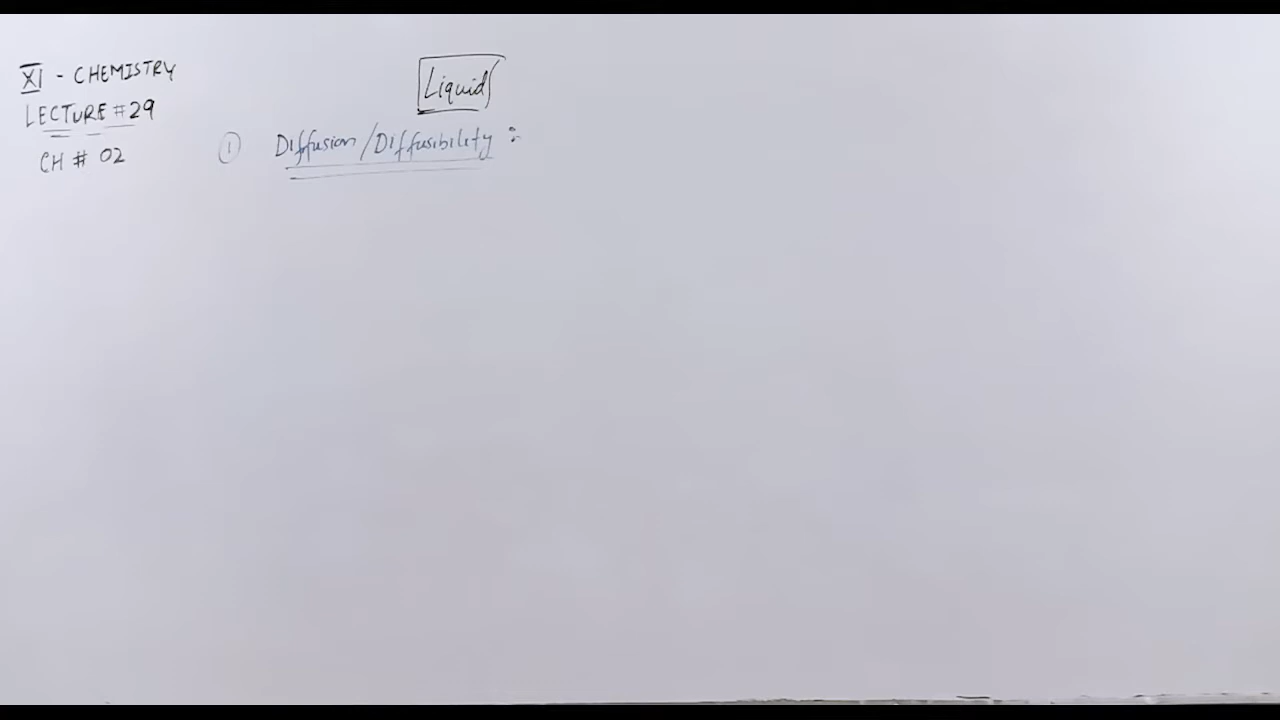 XI - CHEMISTRY
LECTURE #29
CH # 02
Liquid
① Diffusion/Diffusibility :